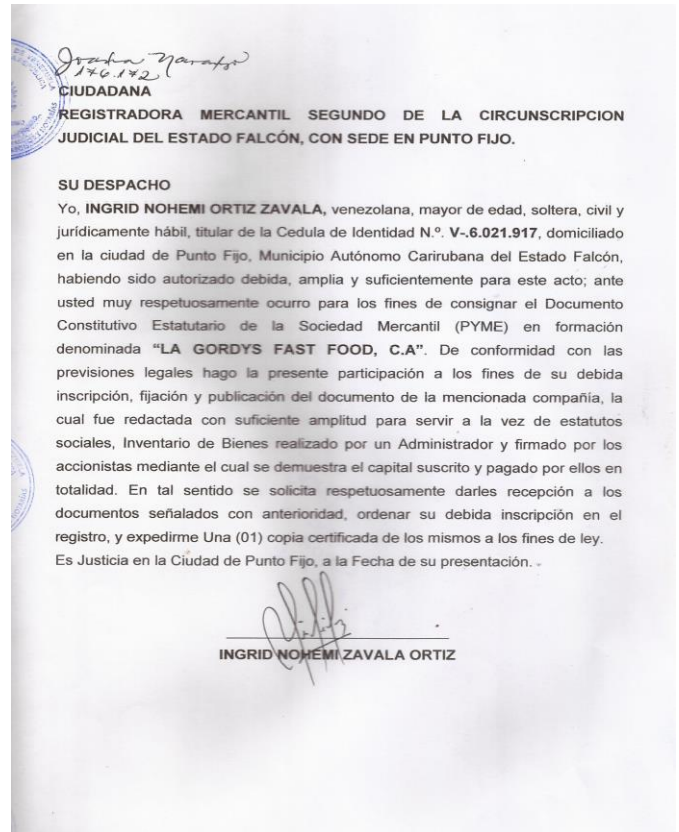 Joanna Naranjo
176.172
CIUDADANA
REGISTRADORA MERCANTIL SEGUNDO DE LA CIRCUNSCRIPCION
JUDICIAL DEL ESTADO FALCÓN, CON SEDE EN PUNTO FIJO.
SU DESPACHO
Yo, INGRID NOHEMI ORTIZ ZAVALA, venezolana, mayor de edad, soltera, civil y
jurídicamente hábil, titular de la Cedula de Identidad N.º. V-.6.021.917, domiciliado
en la ciudad de Punto Fijo, Municipio Autónomo Carirubana del Estado Falcón,
habiendo sido autorizado debida, amplia y suficientemente para este acto; ante
usted muy respetuosamente ocurro para los fines de consignar el Documento
Constitutivo Estatutario de la Sociedad Mercantil (PYME) en formación
denominada “LA GORDYS FAST FOOD, C.A”. De conformidad con las
previsiones legales hago la presente participación a los fines de su debida
inscripción, fijación y publicación del documento de la mencionada compañía, la
cual fue redactada con suficiente amplitud para servir a la vez de estatutos
sociales, Inventario de Bienes realizado por un Administrador y firmado por los
accionistas mediante el cual se demuestra el capital suscrito y pagado por ellos en
totalidad. En tal sentido se solicita respetuosamente darles recepción a los
documentos señalados con anterioridad, ordenar su debida inscripción en el
registro, y expedirme Una (01) copia certificada de los mismos a los fines de ley.
Es Justicia en la Ciudad de Punto Fijo, a la Fecha de su presentación.-
INGRID NOHEMI ZAVALA ORTIZ